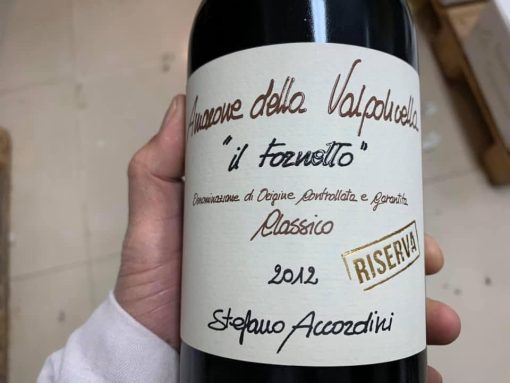 Amarone della Valpolicella
"il Fornetto"
Denominazione di Origine Controllata e Garantita
Classico
RISERVA
2012
Stefano Accordini